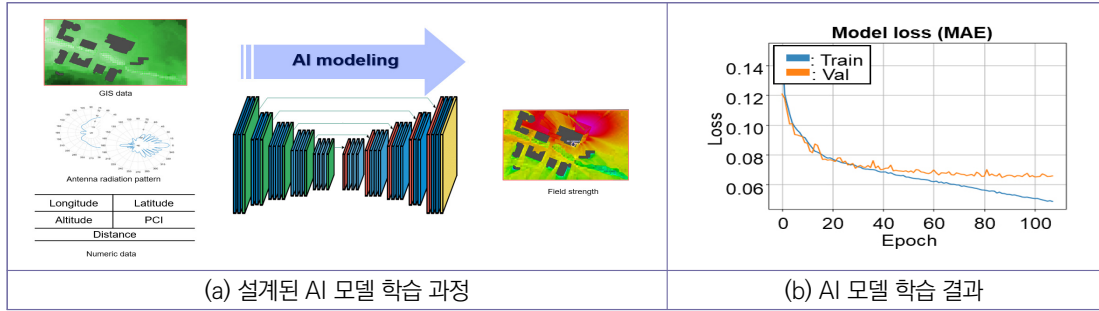 AI modeling
GIS data
Antenna radiation pattern
Longitude Latitude
Altitude PCI
Distance
Numeric data
Field strength
(a) 설계된 AI 모델 학습 과정
Model loss (MAE)
: Train
: Val
Loss
0.14
0.12
0.10
0.08
0.06
0 20 40 60 80 100
Epoch
(b) AI 모델 학습 결과